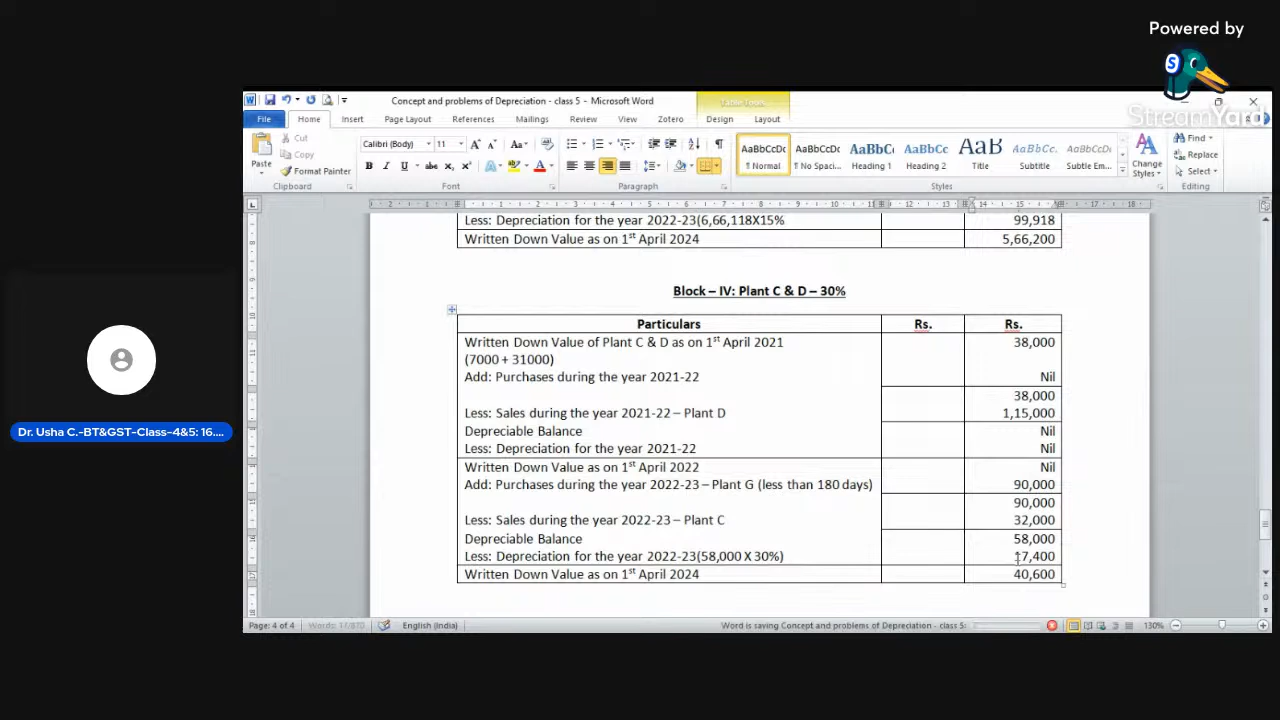 Powered by
S
StreamYard
Concept and problems of Depreciation - class 5 - Microsoft Word
Table Tools
File Home Insert Page Layout References Mailings Review View Zotero Design Layout
Paste
Cut
Copy
Format Painter
Clipboard
Calibri (Body) 11
Font
Paragraph
AaBbCcDc AaBbCcDc AaBbCc AaBbCc AaB AaBbCc. AaBbCcDc
¶ Normal ¶ No Spaci... Heading 1 Heading 2 Title Subtitle Subtle Em...
Change Styles
Styles
Find
Replace
Select
Editing
Less: Depreciation for the year 2022-23(6,66,118X15% 99,918
Written Down Value as on 1st April 2024 5,66,200
Block – IV: Plant C & D – 30%
Particulars Rs. Rs.
Written Down Value of Plant C & D as on 1st April 2021 38,000
(7000 + 31000)
Add: Purchases during the year 2021-22 Nil
38,000
Less: Sales during the year 2021-22 – Plant D 1,15,000
Depreciable Balance Nil
Less: Depreciation for the year 2021-22 Nil
Written Down Value as on 1st April 2022 Nil
Add: Purchases during the year 2022-23 – Plant G (less than 180 days) 90,000
90,000
Less: Sales during the year 2022-23 – Plant C 32,000
Depreciable Balance 58,000
Less: Depreciation for the year 2022-23(58,000 X 30%) 17,400
Written Down Value as on 1st April 2024 40,600
Dr. Usha C.-BT&GST-Class-4&5: 16....
Page: 4 of 4 Words: 11/870 English (India) Word is saving Concept and problems of Depreciation - class 5: 130%